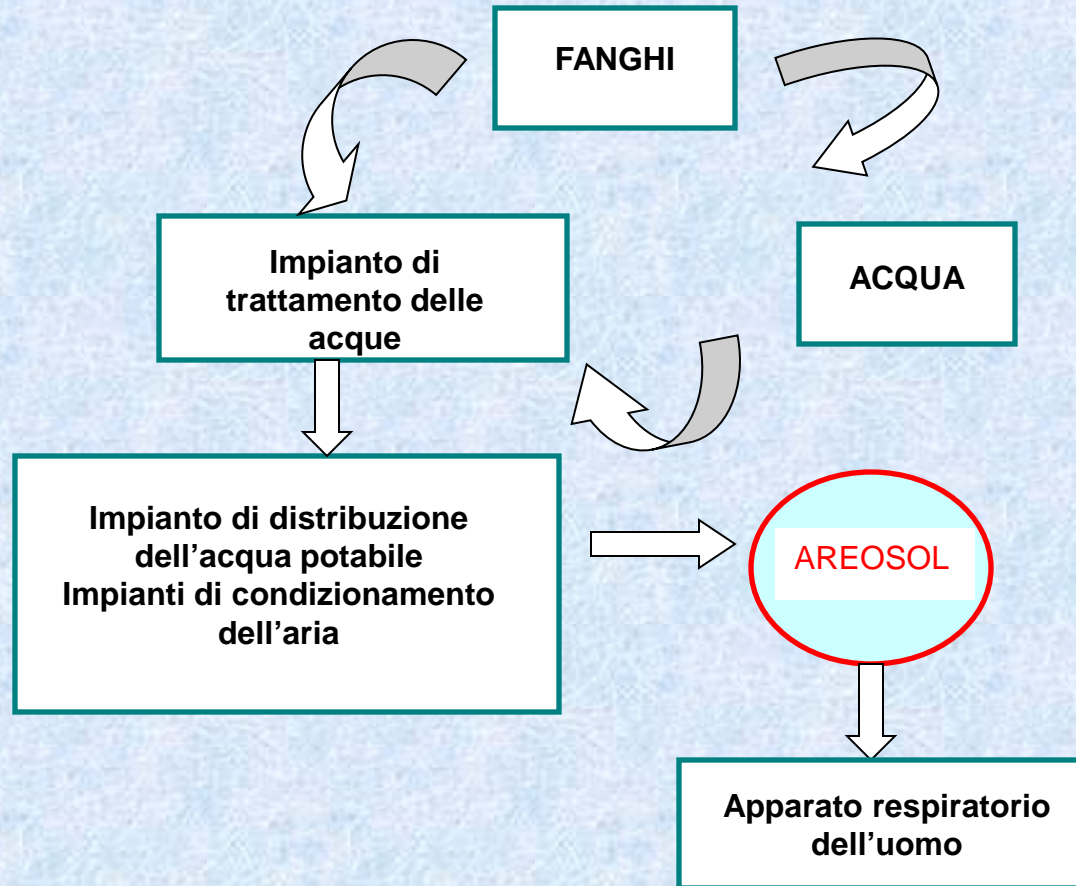 FANGHI
Impianto di
trattamento delle
acque
ACQUA
Impianto di distribuzione
dell’acqua potabile
Impianti di condizionamento
dell’aria
AREOSOL
Apparato respiratorio
dell’uomo